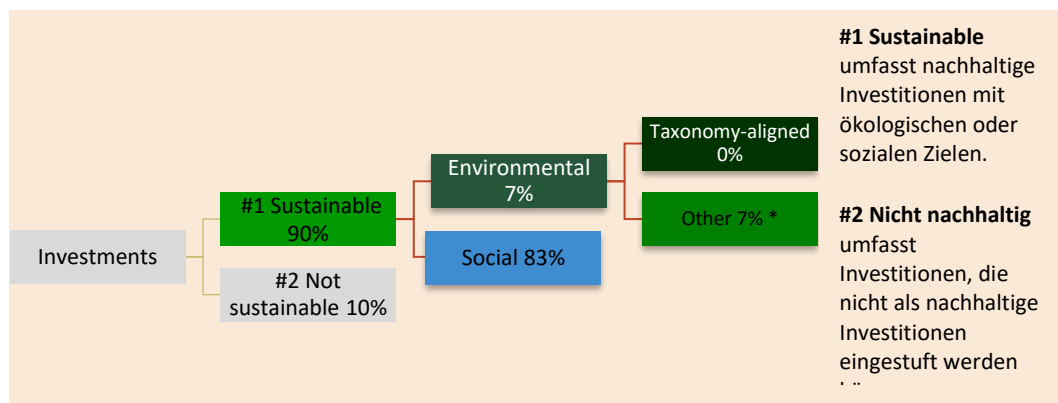 Investments
#1 Sustainable
90%
#2 Not
sustainable 10%
Environmental
7%
Social 83%
Taxonomy-aligned
0%
Other 7% *
#1 Sustainable
umfasst nachhaltige
Investitionen mit
ökologischen oder
sozialen Zielen.
#2 Nicht nachhaltig
umfasst
Investitionen, die
nicht als nachhaltige
Investitionen
eingestuft werden